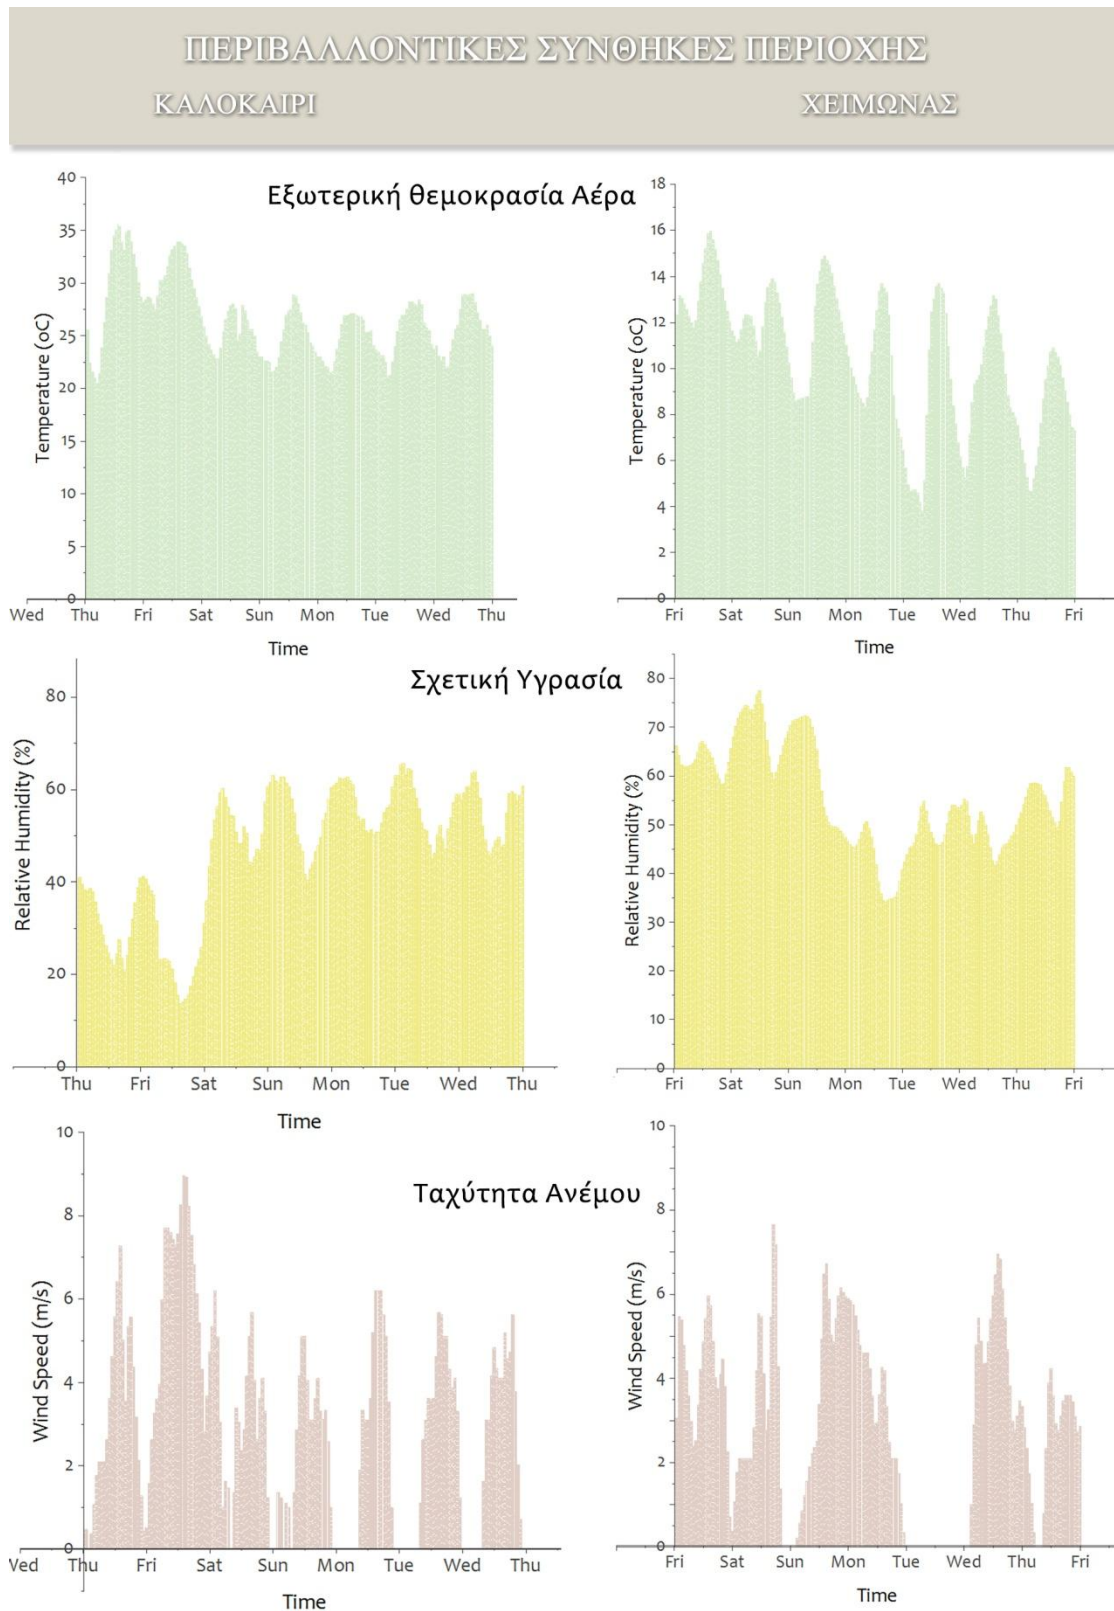 ΠΕΡΙΒΑΛΛΟΝΤΙΚΕΣ ΣΥΝΘΗΚΕΣ ΠΕΡΙΟΧΗΣ
ΚΑΛΟΚΑΙΡΙ ΧΕΙΜΩΝΑΣ
Εξωτερική θεμοκρασία Αέρα
Temperature (oC)
40
35
30
25
20
15
10
5
0
Wed Thu Fri Sat Sun Mon Tue Wed Thu
Time
Temperature (oC)
18
16
14
12
10
8
6
4
2
0
Fri Sat Sun Mon Tue Wed Thu Fri
Time
Σχετική Υγρασία
Relative Humidity (%)
80
60
40
20
0
Thu Fri Sat Sun Mon Tue Wed Thu
Time
Relative Humidity (%)
80
70
60
50
40
30
20
10
0
Fri Sat Sun Mon Tue Wed Thu Fri
Time
Ταχύτητα Ανέμου
Wind Speed (m/s)
10
8
6
4
2
0
Wed Thu Fri Sat Sun Mon Tue Wed Thu
Time
Wind Speed (m/s)
10
8
6
4
2
0
Fri Sat Sun Mon Tue Wed Thu Fri
Time